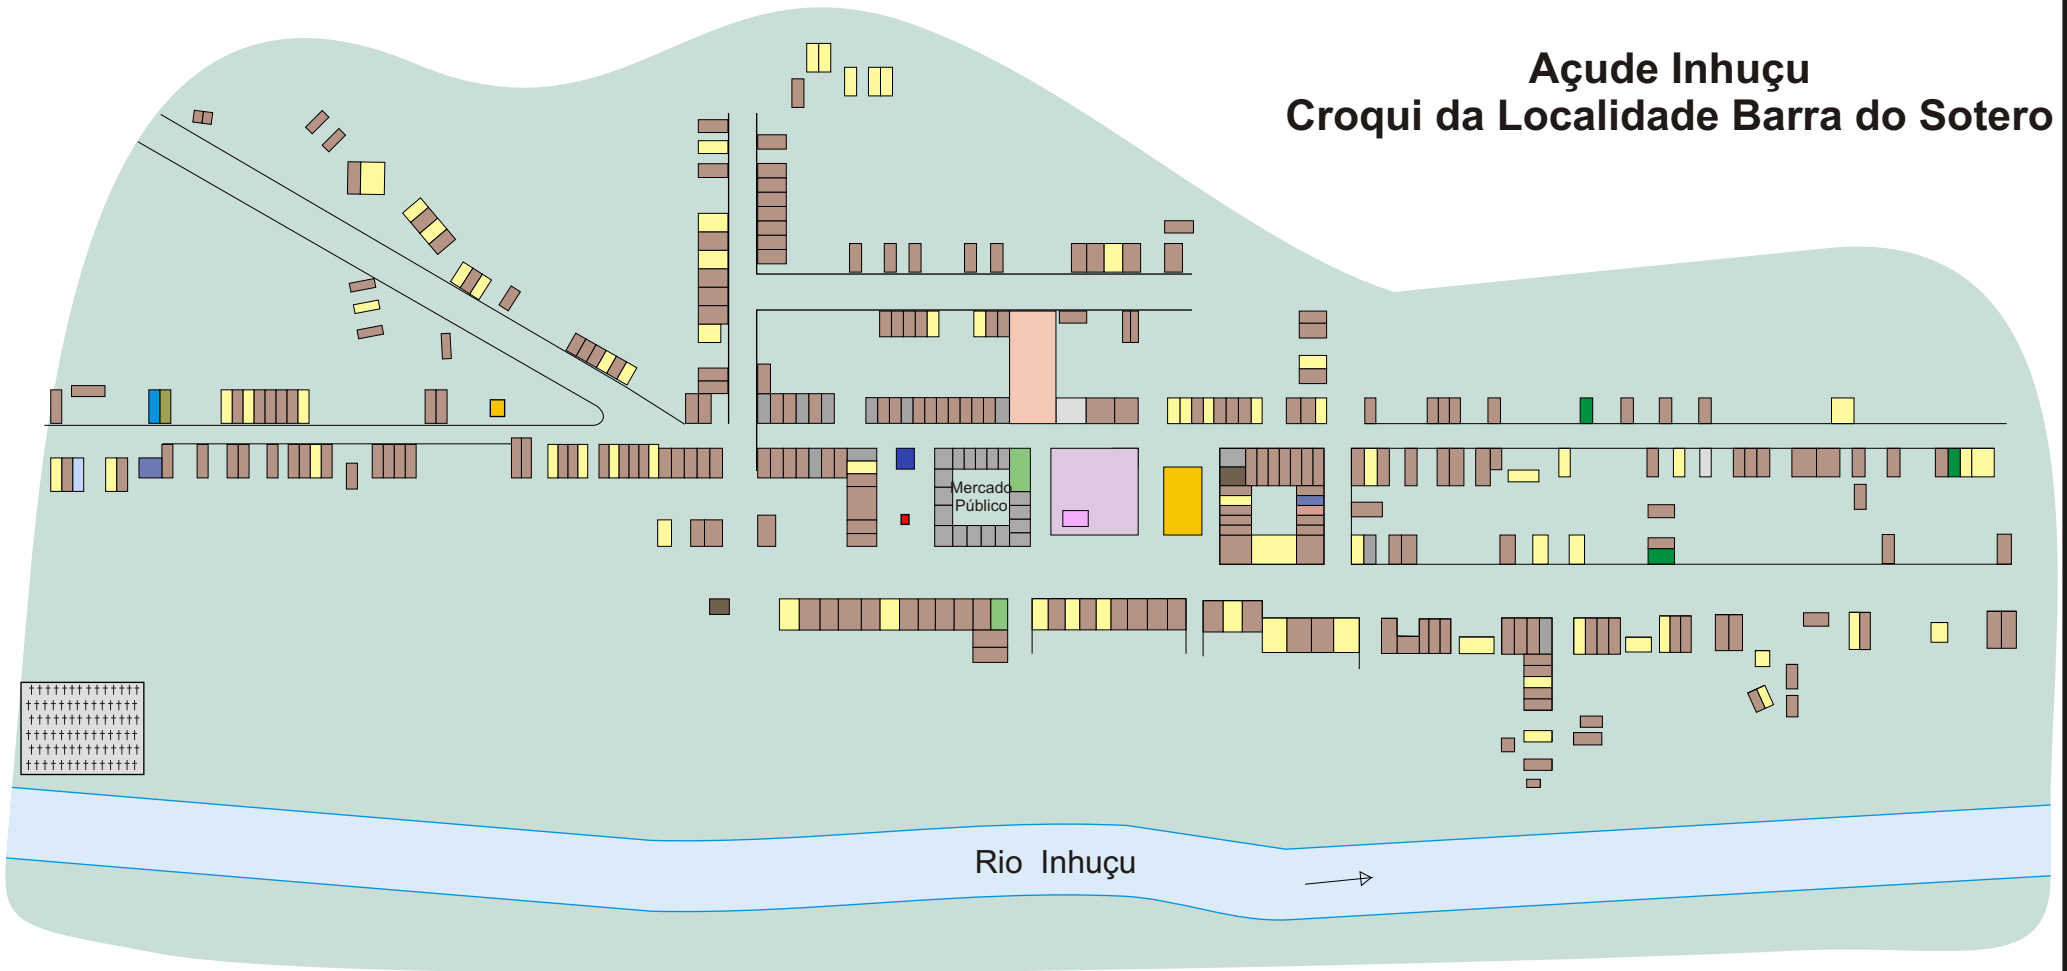 Açude Inhuçu
Croqui da Localidade Barra do Sotero
Mercado
Público
Rio Inhuçu